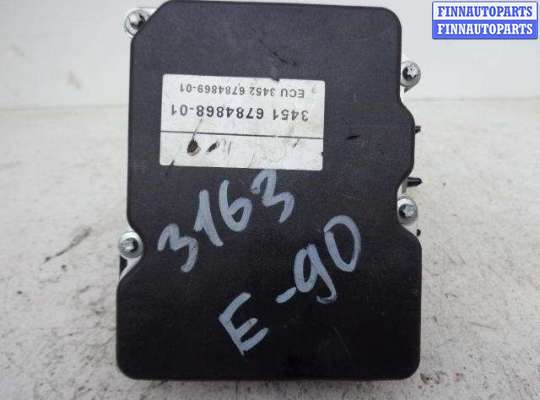 FINNAUTOPARTS
FINNAUTOPARTS
3451 6784868-01
ECU 3452 6784869-01
3163
E-90